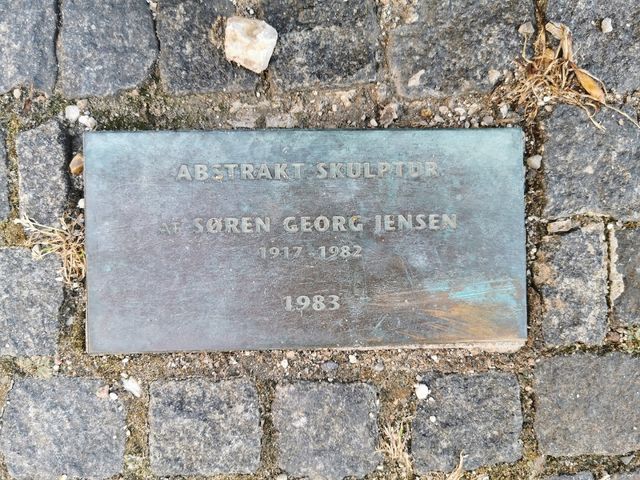 ABSTRAKT SKULPTUR
AF SØREN GEORG JENSEN
1917-1982
1983